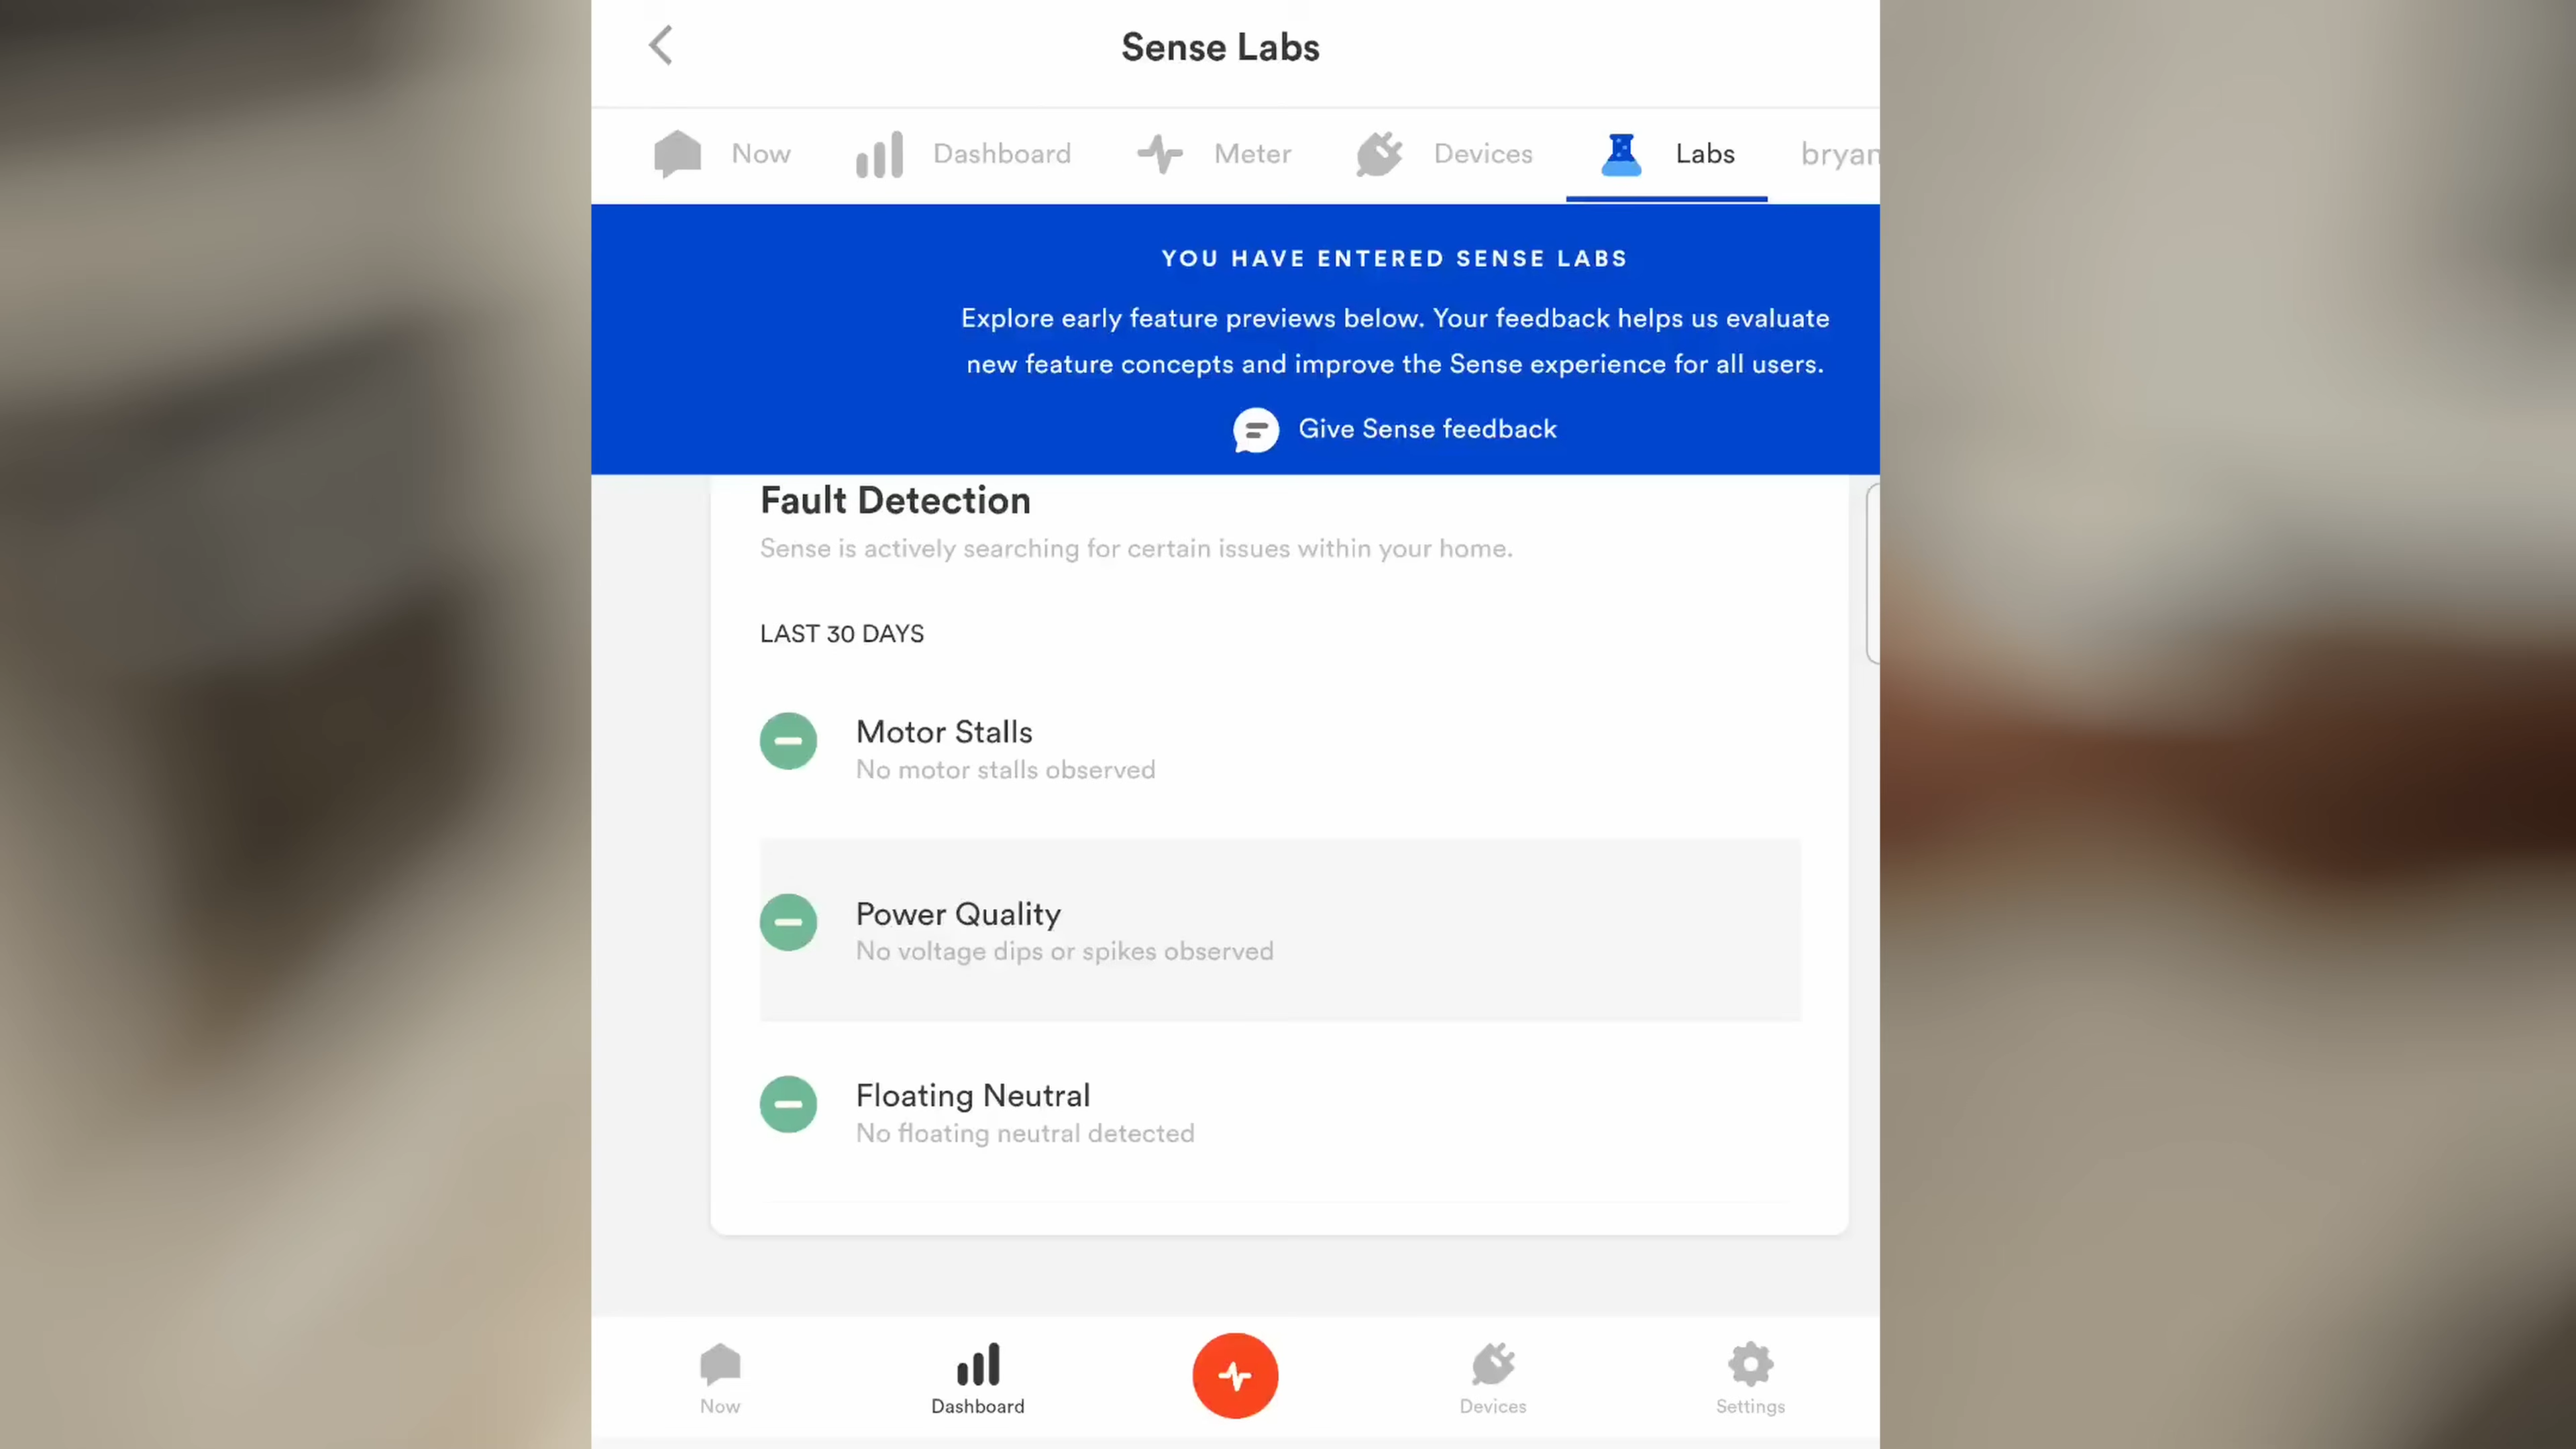 Sense Labs
Now
Dashboard
Meter
Devices
Labs
bryan
YOU HAVE ENTERED SENSE LABS
Explore early feature previews below. Your feedback helps us evaluate
new feature concepts and improve the Sense experience for all users.
Give Sense feedback
Fault Detection
Sense is actively searching for certain issues within your home.
LAST 30 DAYS
Motor Stalls
No motor stalls observed
Power Quality
No voltage dips or spikes observed
Floating Neutral
No floating neutral detected
Now
Dashboard
Devices
Settings